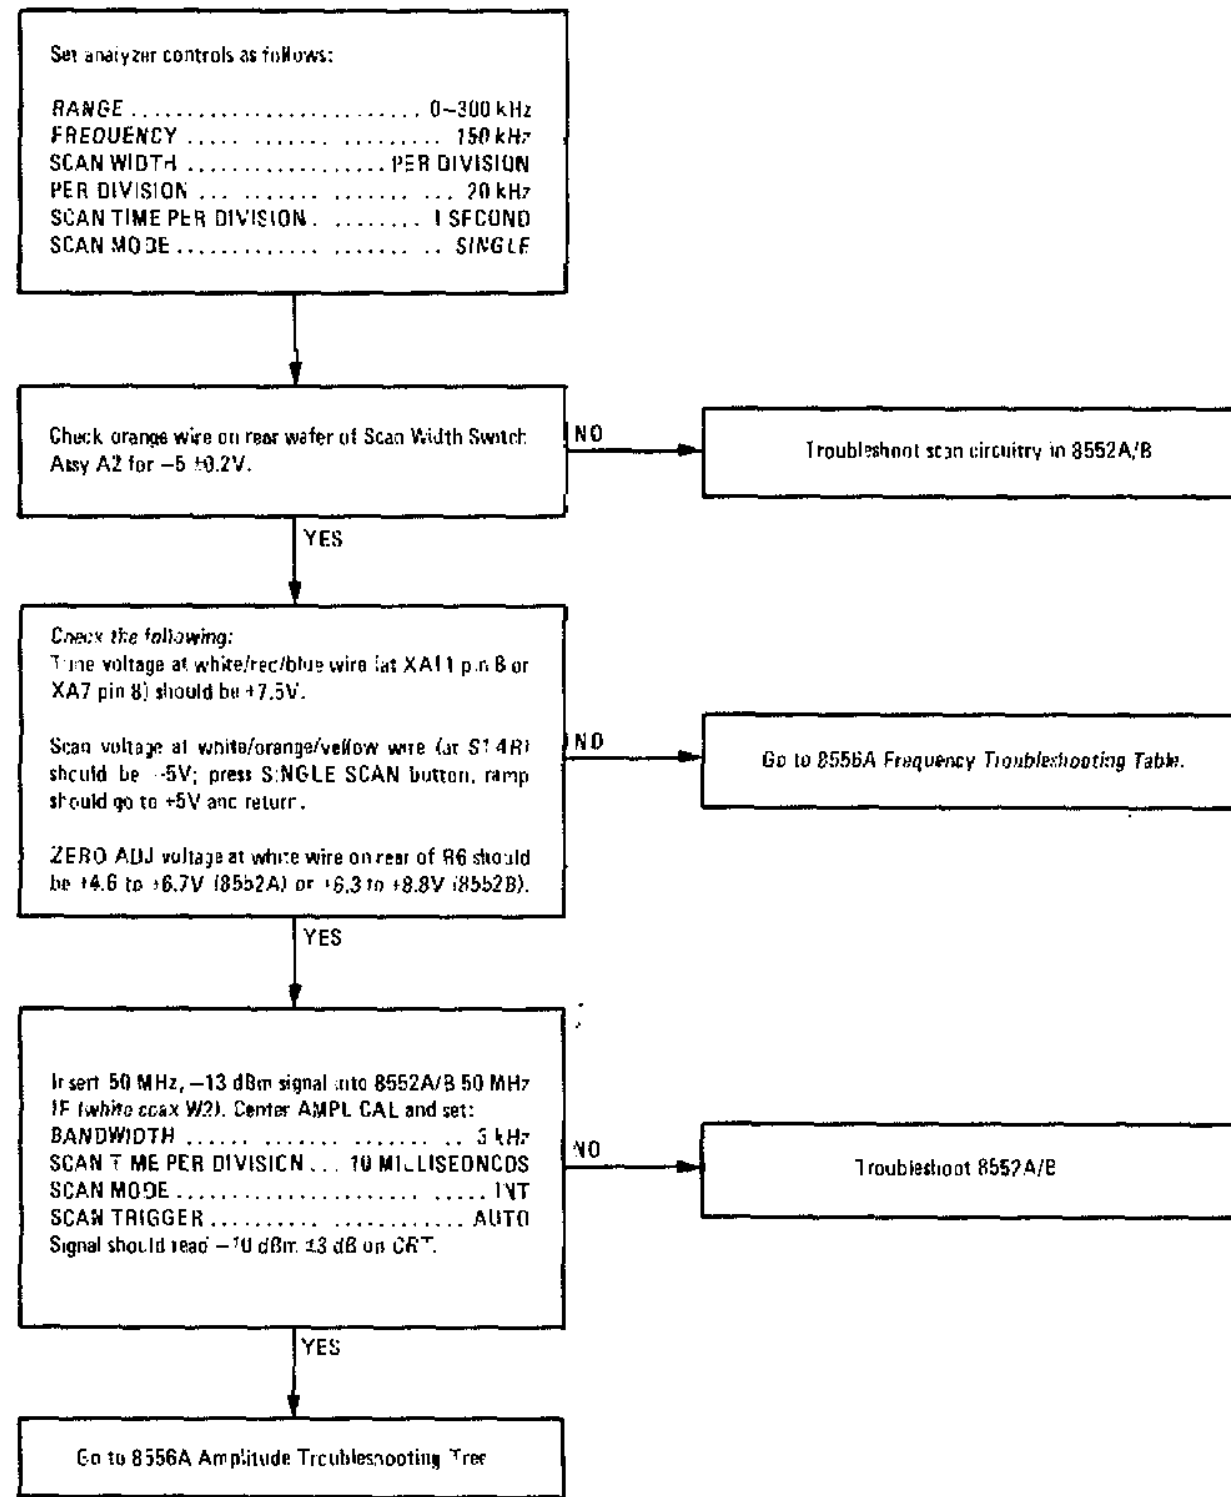 Set analyzer controls as follows:
RANGE .......................... 0–300 kHz
FREQUENCY ..... ....... ......... 150 kHz
SCAN WIDTH ................ PER DIVISION
PER DIVISION ... ....... ....... ... 20 kHz
SCAN TIME PER DIVISION . ........ 1 SECOND
SCAN MODE ............. ....... .. SINGLE
Check orange wire on rear wafer of Scan Width Switch
Assy A2 for –5 ±0.2V.
NO
Troubleshoot scan circuitry in 8552A/B
YES
Check the following:
Tune voltage at white/red/blue wire (at XA11 pin 8 or
XA7 pin 8) should be +7.5V.
Scan voltage at white/orange/yellow wire (at S1 4R)
should be –5V; press SINGLE SCAN button, ramp
should go to +5V and return.
ZERO ADJ voltage at white wire on rear of R6 should
be +4.6 to +6.7V (8552A) or +6.3 to +8.8V (8552B).
NO
Go to 8556A Frequency Troubleshooting Table.
YES
Insert 50 MHz, –13 dBm signal into 8552A/B 50 MHz
IF (white coax W2). Center AMPL CAL and set:
BANDWIDTH ...... ....... ....... .. 3 kHz
SCAN TIME PER DIVISION ... 10 MILLISEONCDS
SCAN MODE ...................... ..... INT
SCAN TRIGGER .......... ............ AUTO
Signal should read –10 dBm ±3 dB on CRT.
NO
Troubleshoot 8552A/B
YES
Go to 8556A Amplitude Troubleshooting Tree